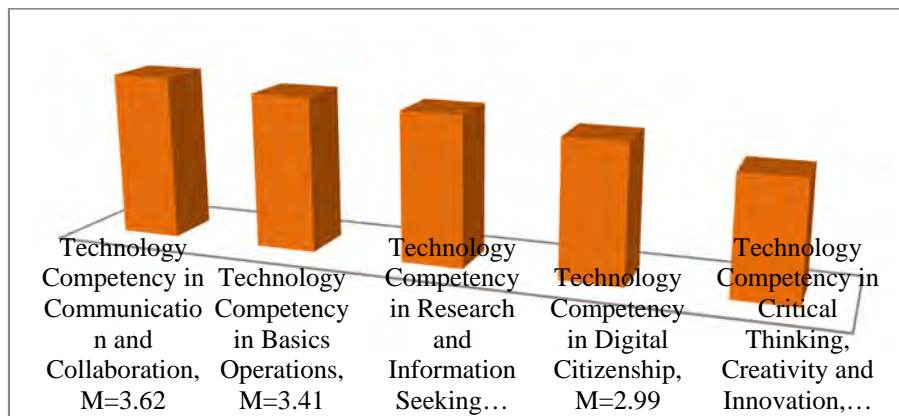 Technology
Competency in
Communicatio
n and
Collaboration,
M=3.62
Technology
Competency
in Basics
Operations,
M=3.41
Technology
Competency
in Research
and
Information
Seeking…
Technology
Competency
in Digital
Citizenship,
M=2.99
Technology
Competency in
Critical
Thinking,
Creativity and
Innovation,…